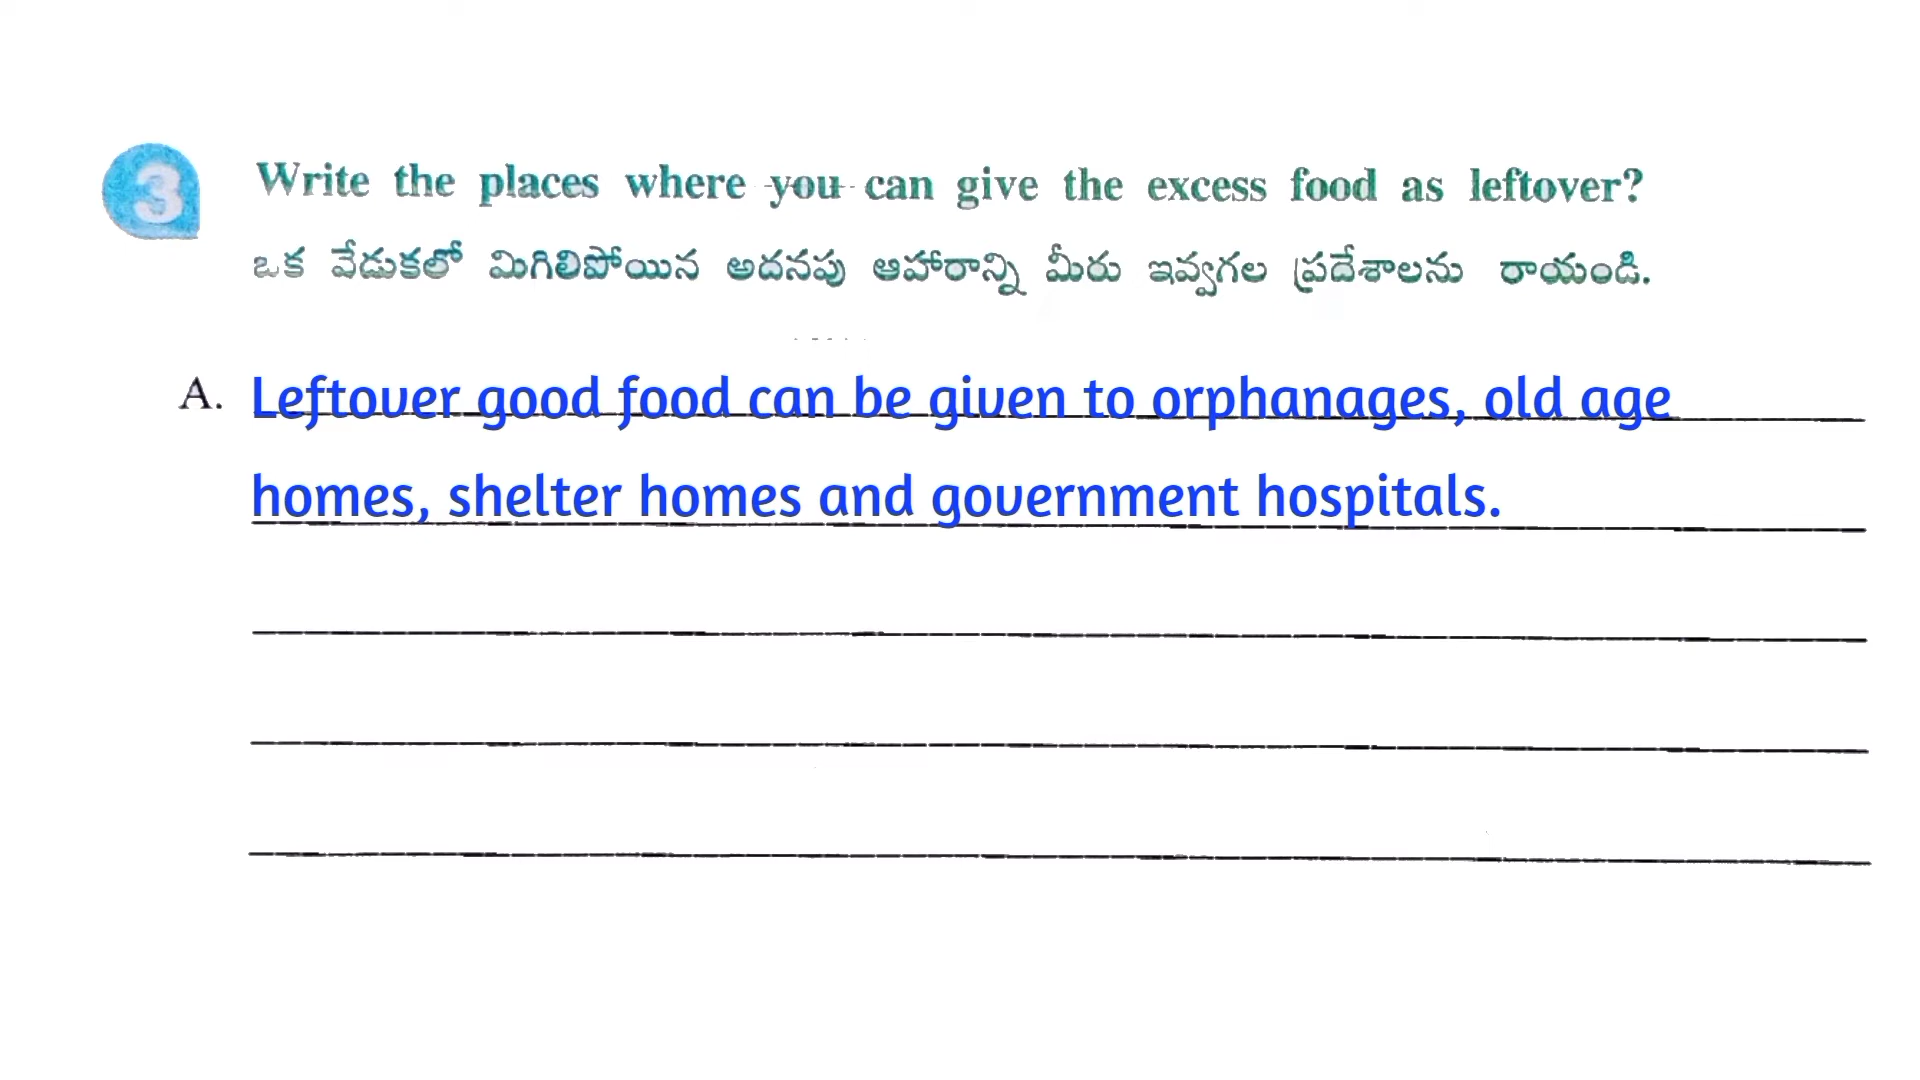 3 Write the places where you can give the excess food as leftover?
ఒక వేడుకలో మిగిలిపోయిన అదనపు ఆహారాన్ని మీరు ఇవ్వగల ప్రదేశాలను రాయండి.
A. Leftover good food can be given to orphanages, old age
homes, shelter homes and government hospitals.